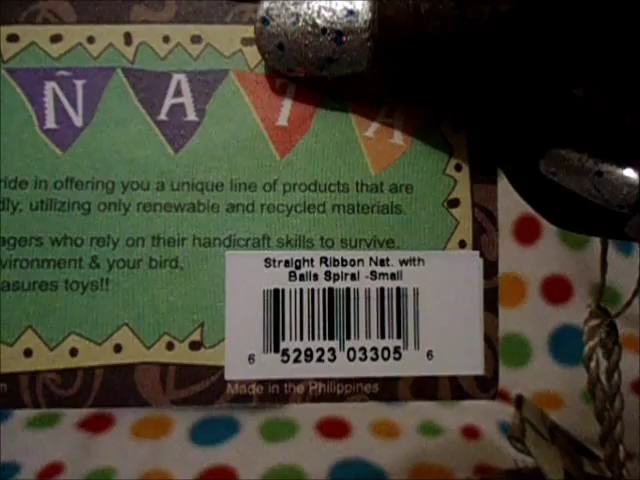 ÑATA
ride in offering you a unique line of products that are
dly, utilizing only renewable and recycled materials.
agers who rely on their handicraft skills to survive.
vironment & your bird,
asures toys!!
Straight Ribbon Nat. with
Balls Spiral -Small
6 52923 03305 6
Made in the Philippines